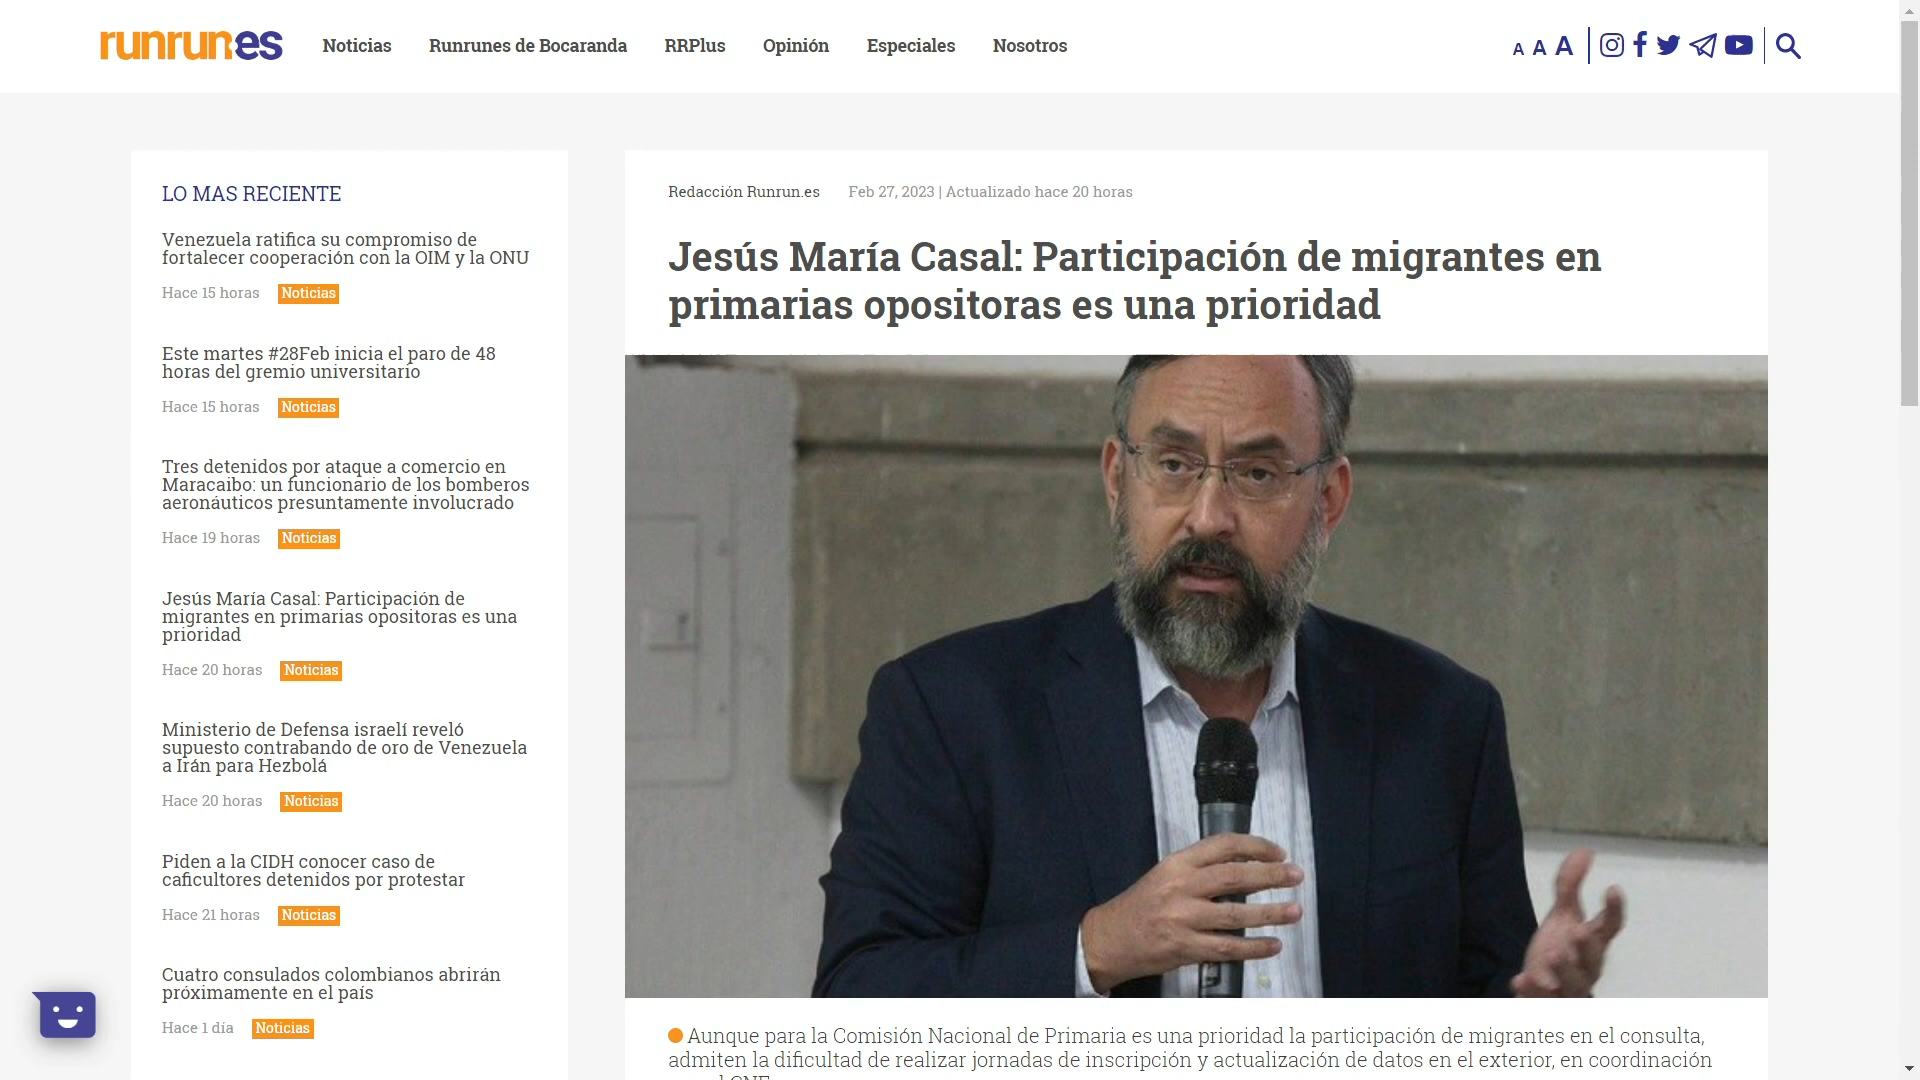 runrunes
Noticias
Runrunes de Bocaranda
RRPlus
Opinión
Especiales
Nosotros
A A A
LO MAS RECIENTE
Venezuela ratifica su compromiso de
fortalecer cooperación con la OIM y la ONU
Hace 15 horas Noticias
Este martes #28Feb inicia el paro de 48
horas del gremio universitario
Hace 15 horas Noticias
Tres detenidos por ataque a comercio en
Maracaibo: un funcionario de los bomberos
aeronáuticos presuntamente involucrado
Hace 19 horas Noticias
Jesús María Casal: Participación de
migrantes en primarias opositoras es una
prioridad
Hace 20 horas Noticias
Ministerio de Defensa israelí reveló
supuesto contrabando de oro de Venezuela
a Irán para Hezbolá
Hace 20 horas Noticias
Piden a la CIDH conocer caso de
caficultores detenidos por protestar
Hace 21 horas Noticias
Cuatro consulados colombianos abrirán
próximamente en el país
Hace 1 día Noticias
Redacción Runrun.es Feb 27, 2023 | Actualizado hace 20 horas
Jesús María Casal: Participación de migrantes en
primarias opositoras es una prioridad
Aunque para la Comisión Nacional de Primaria es una prioridad la participación de migrantes en el consulta,
admiten la dificultad de realizar jornadas de inscripción y actualización de datos en el exterior, en coordinación